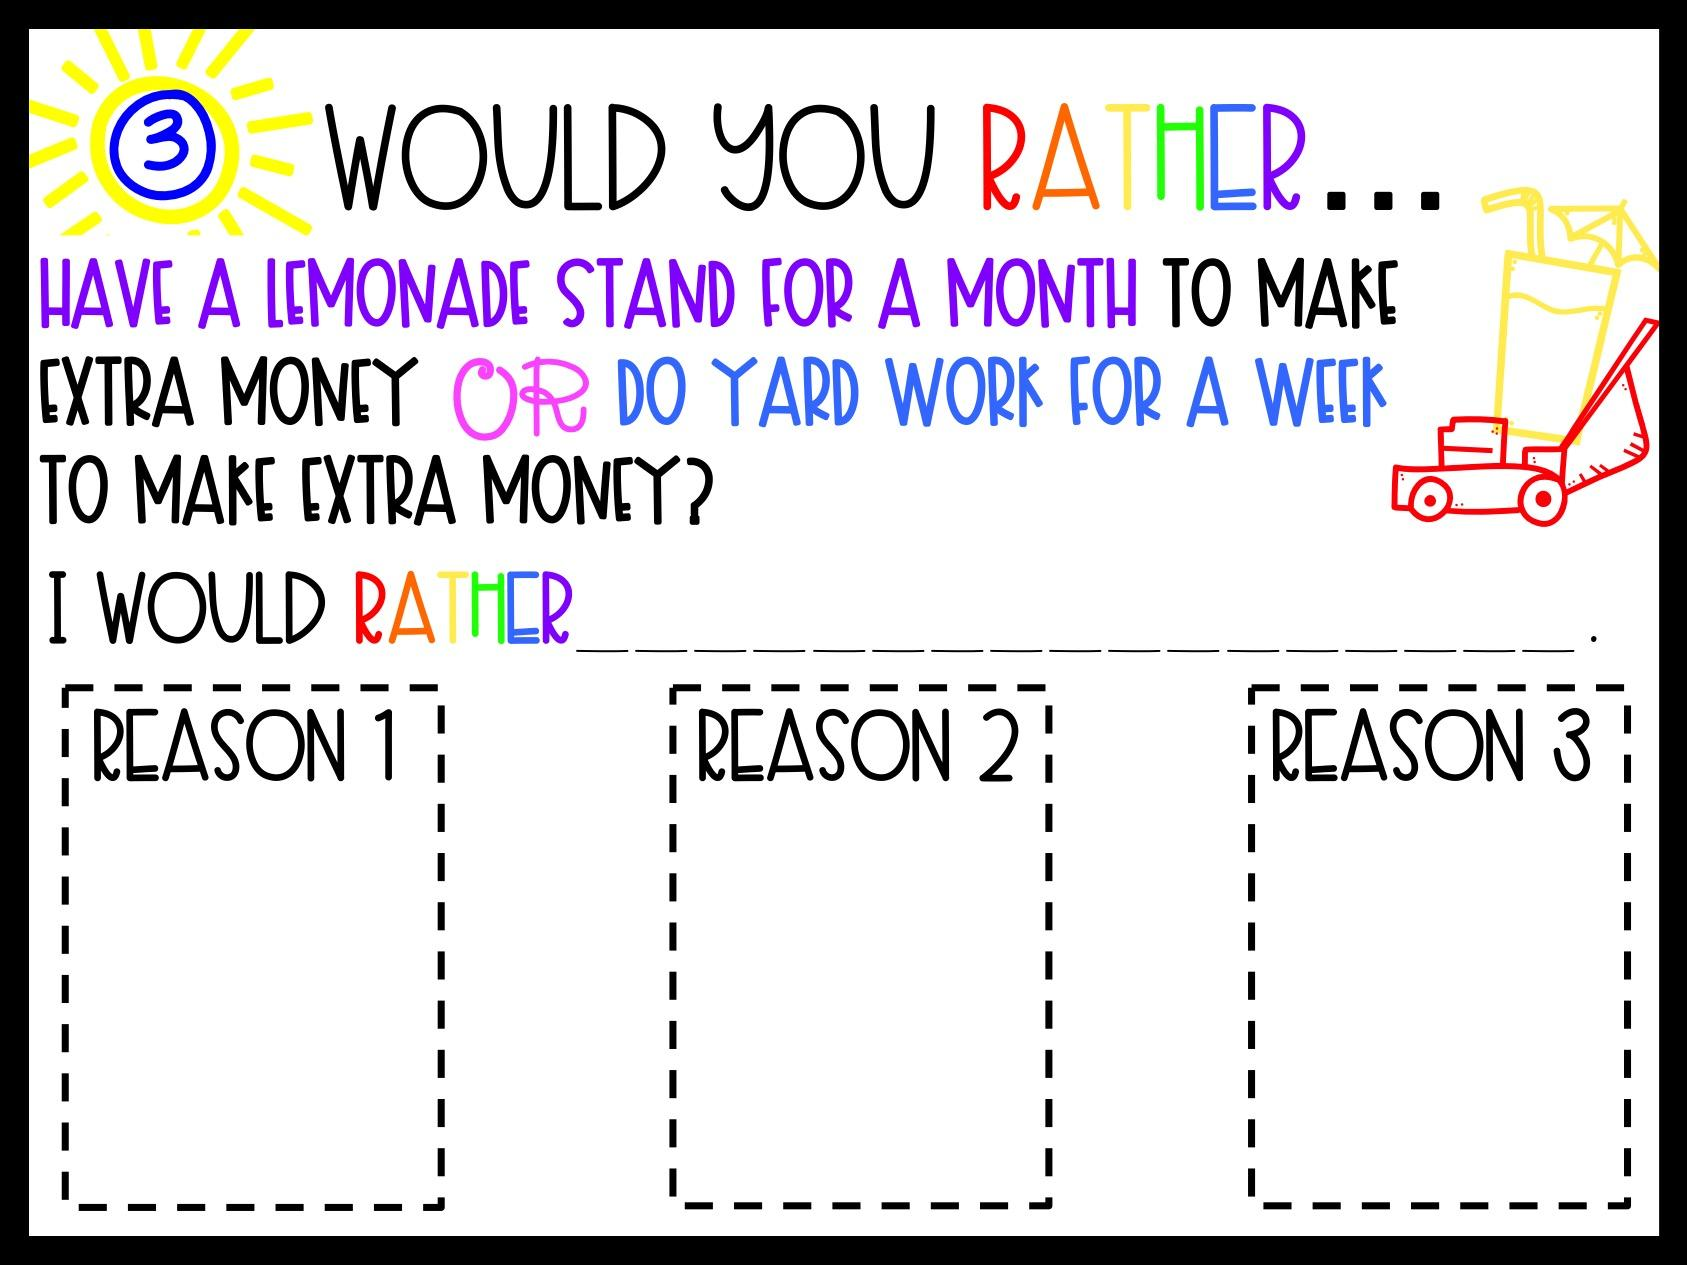 3 WOULD YOU RATHER...
HAVE A LEMONADE STAND FOR A MONTH TO MAKE
EXTRA MONEY OR DO YARD WORK FOR A WEEK
TO MAKE EXTRA MONEY?
I WOULD RATHER_________________.
REASON 1
REASON 2
REASON 3